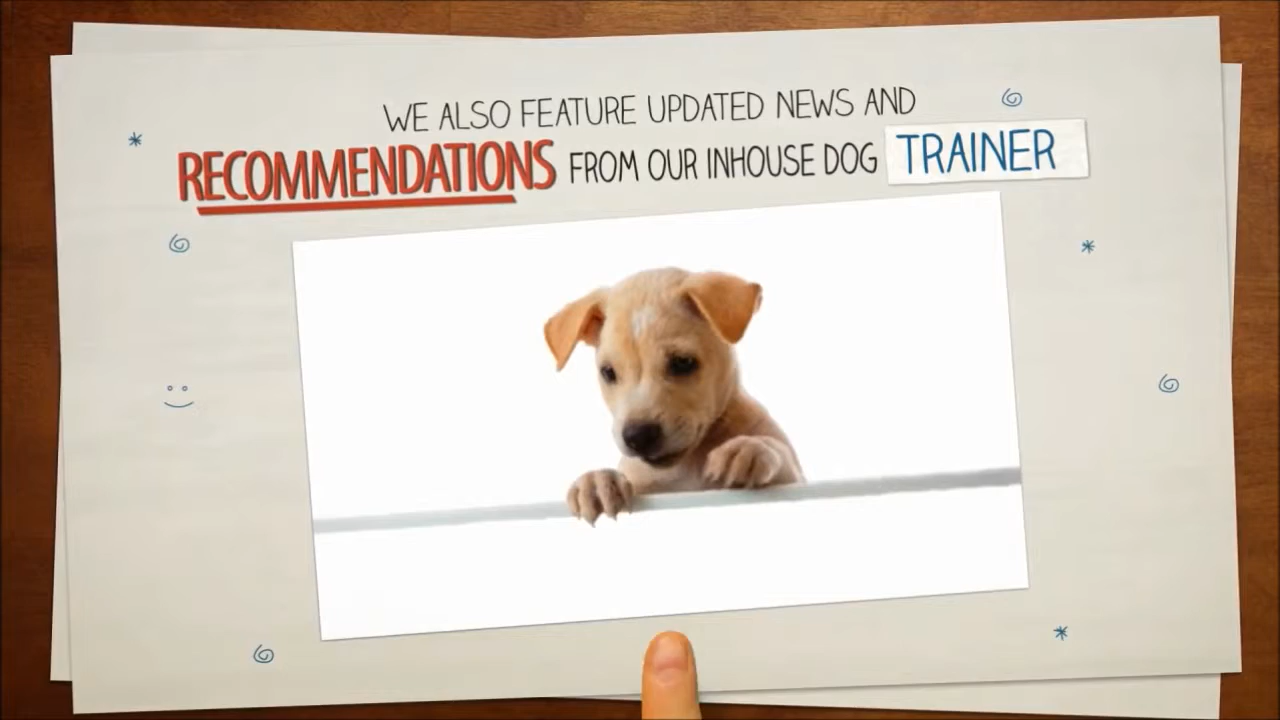 WE ALSO FEATURE UPDATED NEWS AND
RECOMMENDATIONS FROM OUR INHOUSE DOG TRAINER